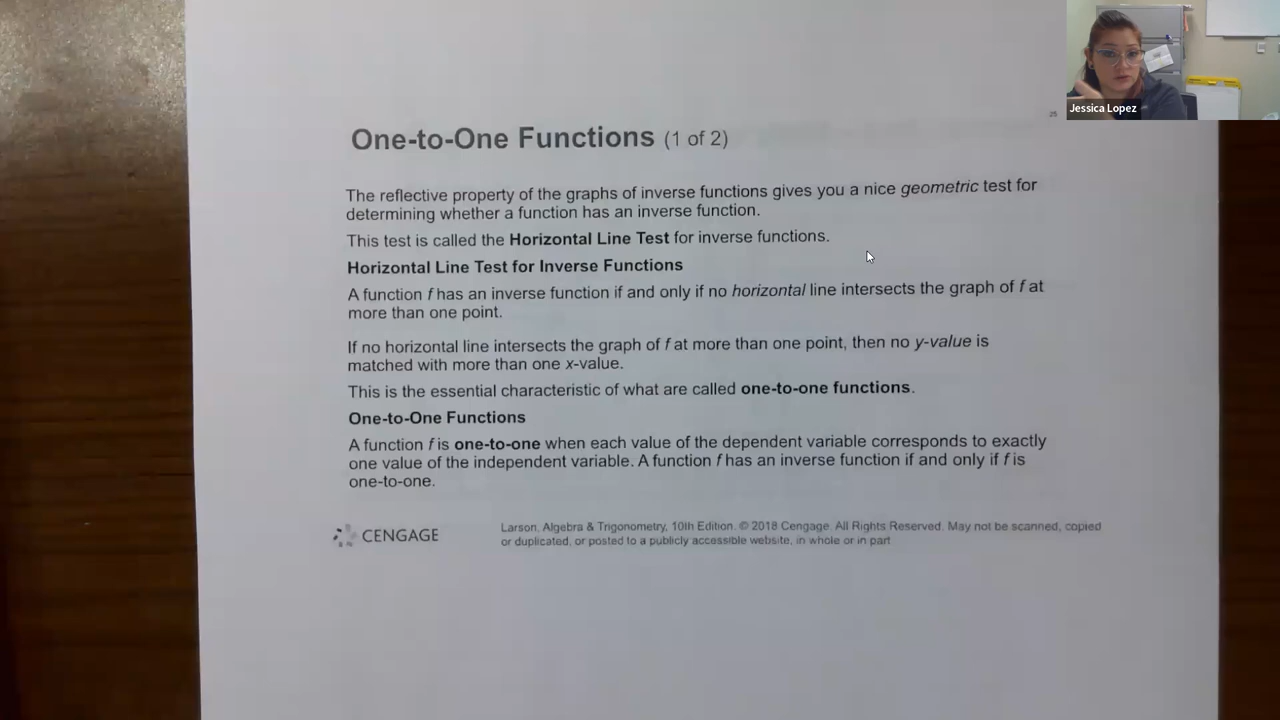 Jessica Lopez
25
One-to-One Functions (1 of 2)
The reflective property of the graphs of inverse functions gives you a nice geometric test for
determining whether a function has an inverse function.
This test is called the Horizontal Line Test for inverse functions.
Horizontal Line Test for Inverse Functions
A function f has an inverse function if and only if no horizontal line intersects the graph of f at
more than one point.
If no horizontal line intersects the graph of f at more than one point, then no y-value is
matched with more than one x-value.
This is the essential characteristic of what are called one-to-one functions.
One-to-One Functions
A function f is one-to-one when each value of the dependent variable corresponds to exactly
one value of the independent variable. A function f has an inverse function if and only if f is
one-to-one.
CENGAGE
Larson, Algebra & Trigonometry, 10th Edition. © 2018 Cengage. All Rights Reserved. May not be scanned, copied
or duplicated, or posted to a publicly accessible website, in whole or in part